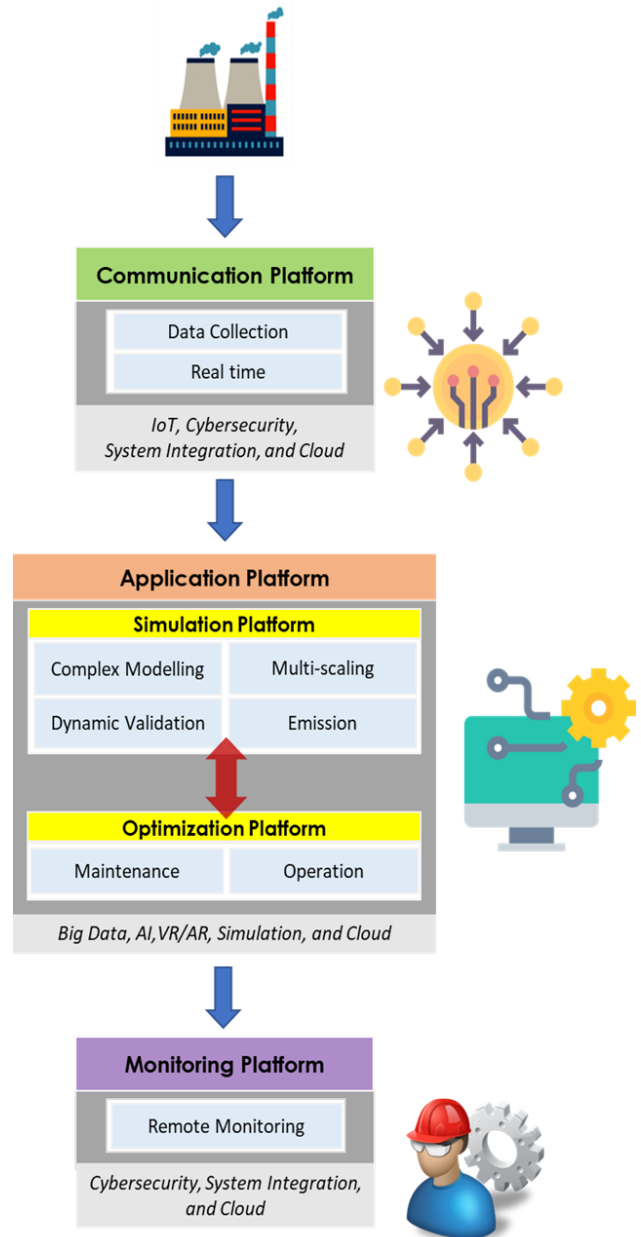 Communication Platform
Data Collection
Real time
IoT, Cybersecurity,
System Integration, and Cloud
Application Platform
Simulation Platform
Complex Modelling
Multi-scaling
Dynamic Validation
Emission
Optimization Platform
Maintenance
Operation
Big Data, AI,VR/AR, Simulation, and Cloud
Monitoring Platform
Remote Monitoring
Cybersecurity, System Integration,
and Cloud